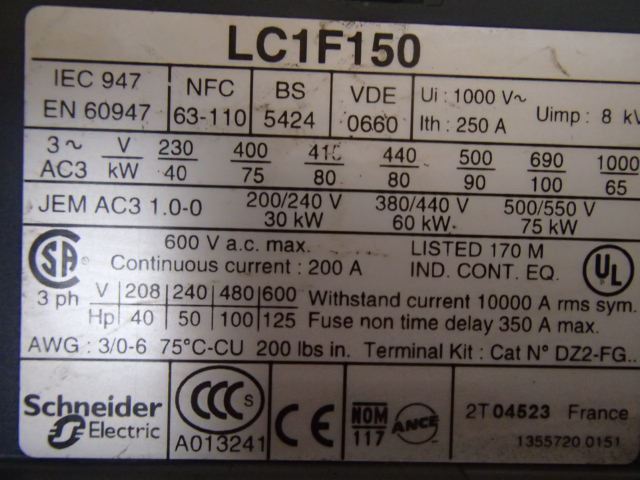 LC1F150
IEC 947 NFC BS VDE Ui : 1000 V~ Uimp : 8 kV
EN 60947 63-110 5424 0660 Ith : 250 A
3 ~ V 230 400 415 440 500 690 1000
AC3 kW 40 75 80 80 90 100 65
JEM AC3 1.0-0 200/240 V 380/440 V 500/550 V
30 kW 60 kW. 75 kW
600 V a.c. max. LISTED 170 M
SA Continuous current : 200 A IND. CONT. EQ. UL
3 ph V 208 240 480 600 Withstand current 10000 A rms sym.
Hp 40 50 100 125 Fuse non time delay 350 A max.
AWG : 3/0-6 75°C-CU 200 lbs in. Terminal Kit : Cat N° DZ2-FG..
Schneider Electric
CCC S
A013241
CE
NOM
117
ANCE
2T 04523 France
1355720 0151